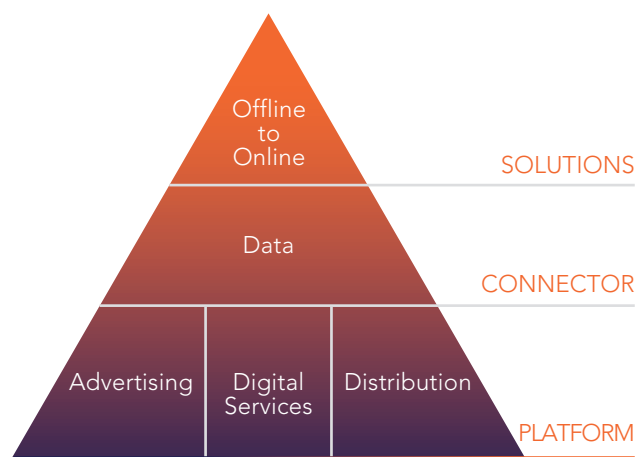 Offline
to
Online
SOLUTIONS
Data
CONNECTOR
Advertising
Digital
Services
Distribution
PLATFORM